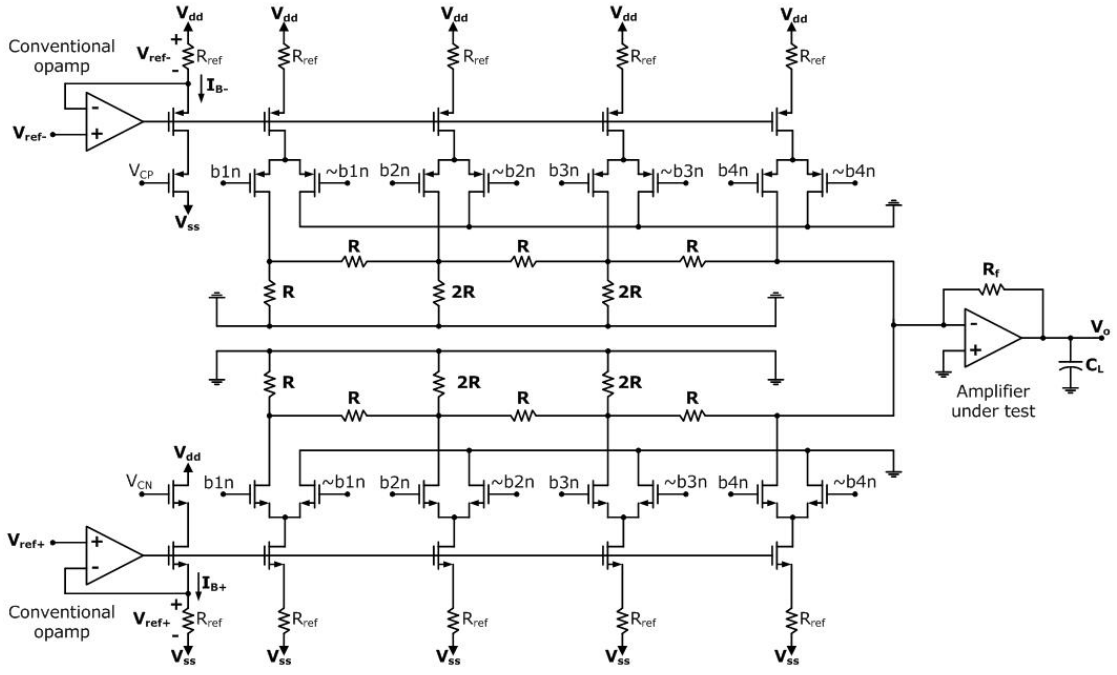 Vdd Vdd Vdd Vdd Vdd
Conventional opamp
+
Vref-
-
Rref Rref Rref Rref Rref
IB-
-
+
Vref-
VCP
b1n ~b1n b2n ~b2n b3n ~b3n b4n ~b4n
Vss
R R R
R 2R 2R
Rf
-
+
Vo
CL
Amplifier under test
R 2R 2R
R R R
Vdd
VCN
b1n ~b1n b2n ~b2n b3n ~b3n b4n ~b4n
Vref+
+
-
IB+
Conventional opamp
+
Vref+
-
Rref Rref Rref Rref Rref
Vss Vss Vss Vss Vss